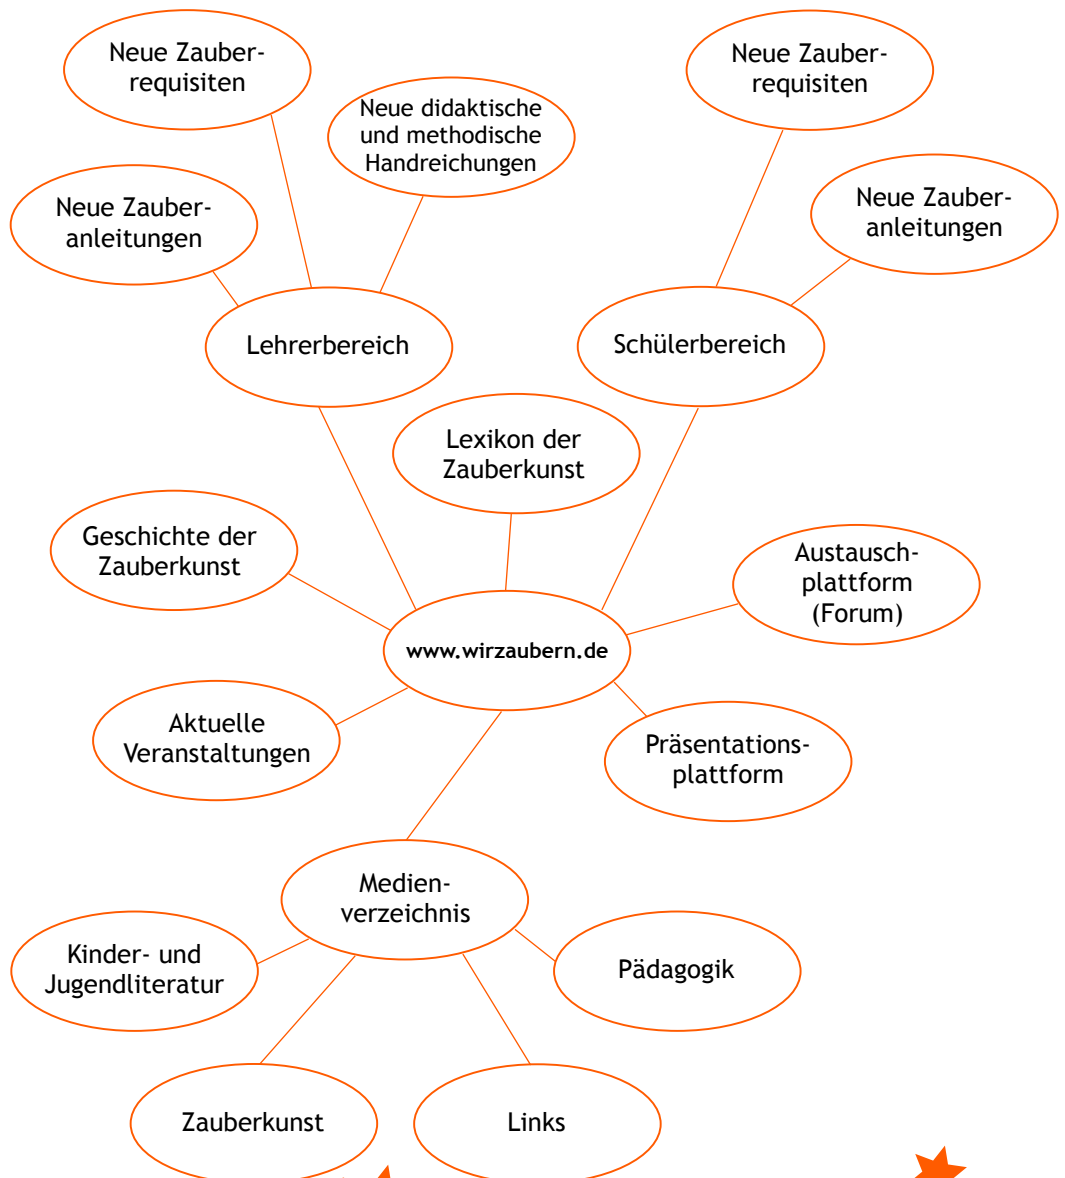 Neue Zauber-
requisiten
Neue Zauber-
requisiten
Neue didaktische
und methodische
Handreichungen
Neue Zauber-
anleitungen
Neue Zauber-
anleitungen
Lehrerbereich
Schülerbereich
Lexikon der
Zauberkunst
Geschichte der
Zauberkunst
Austausch-
plattform
(Forum)
www.wirzaubern.de
Aktuelle
Veranstaltungen
Präsentations-
plattform
Medien-
verzeichnis
Kinder- und
Jugendliteratur
Pädagogik
Zauberkunst
Links